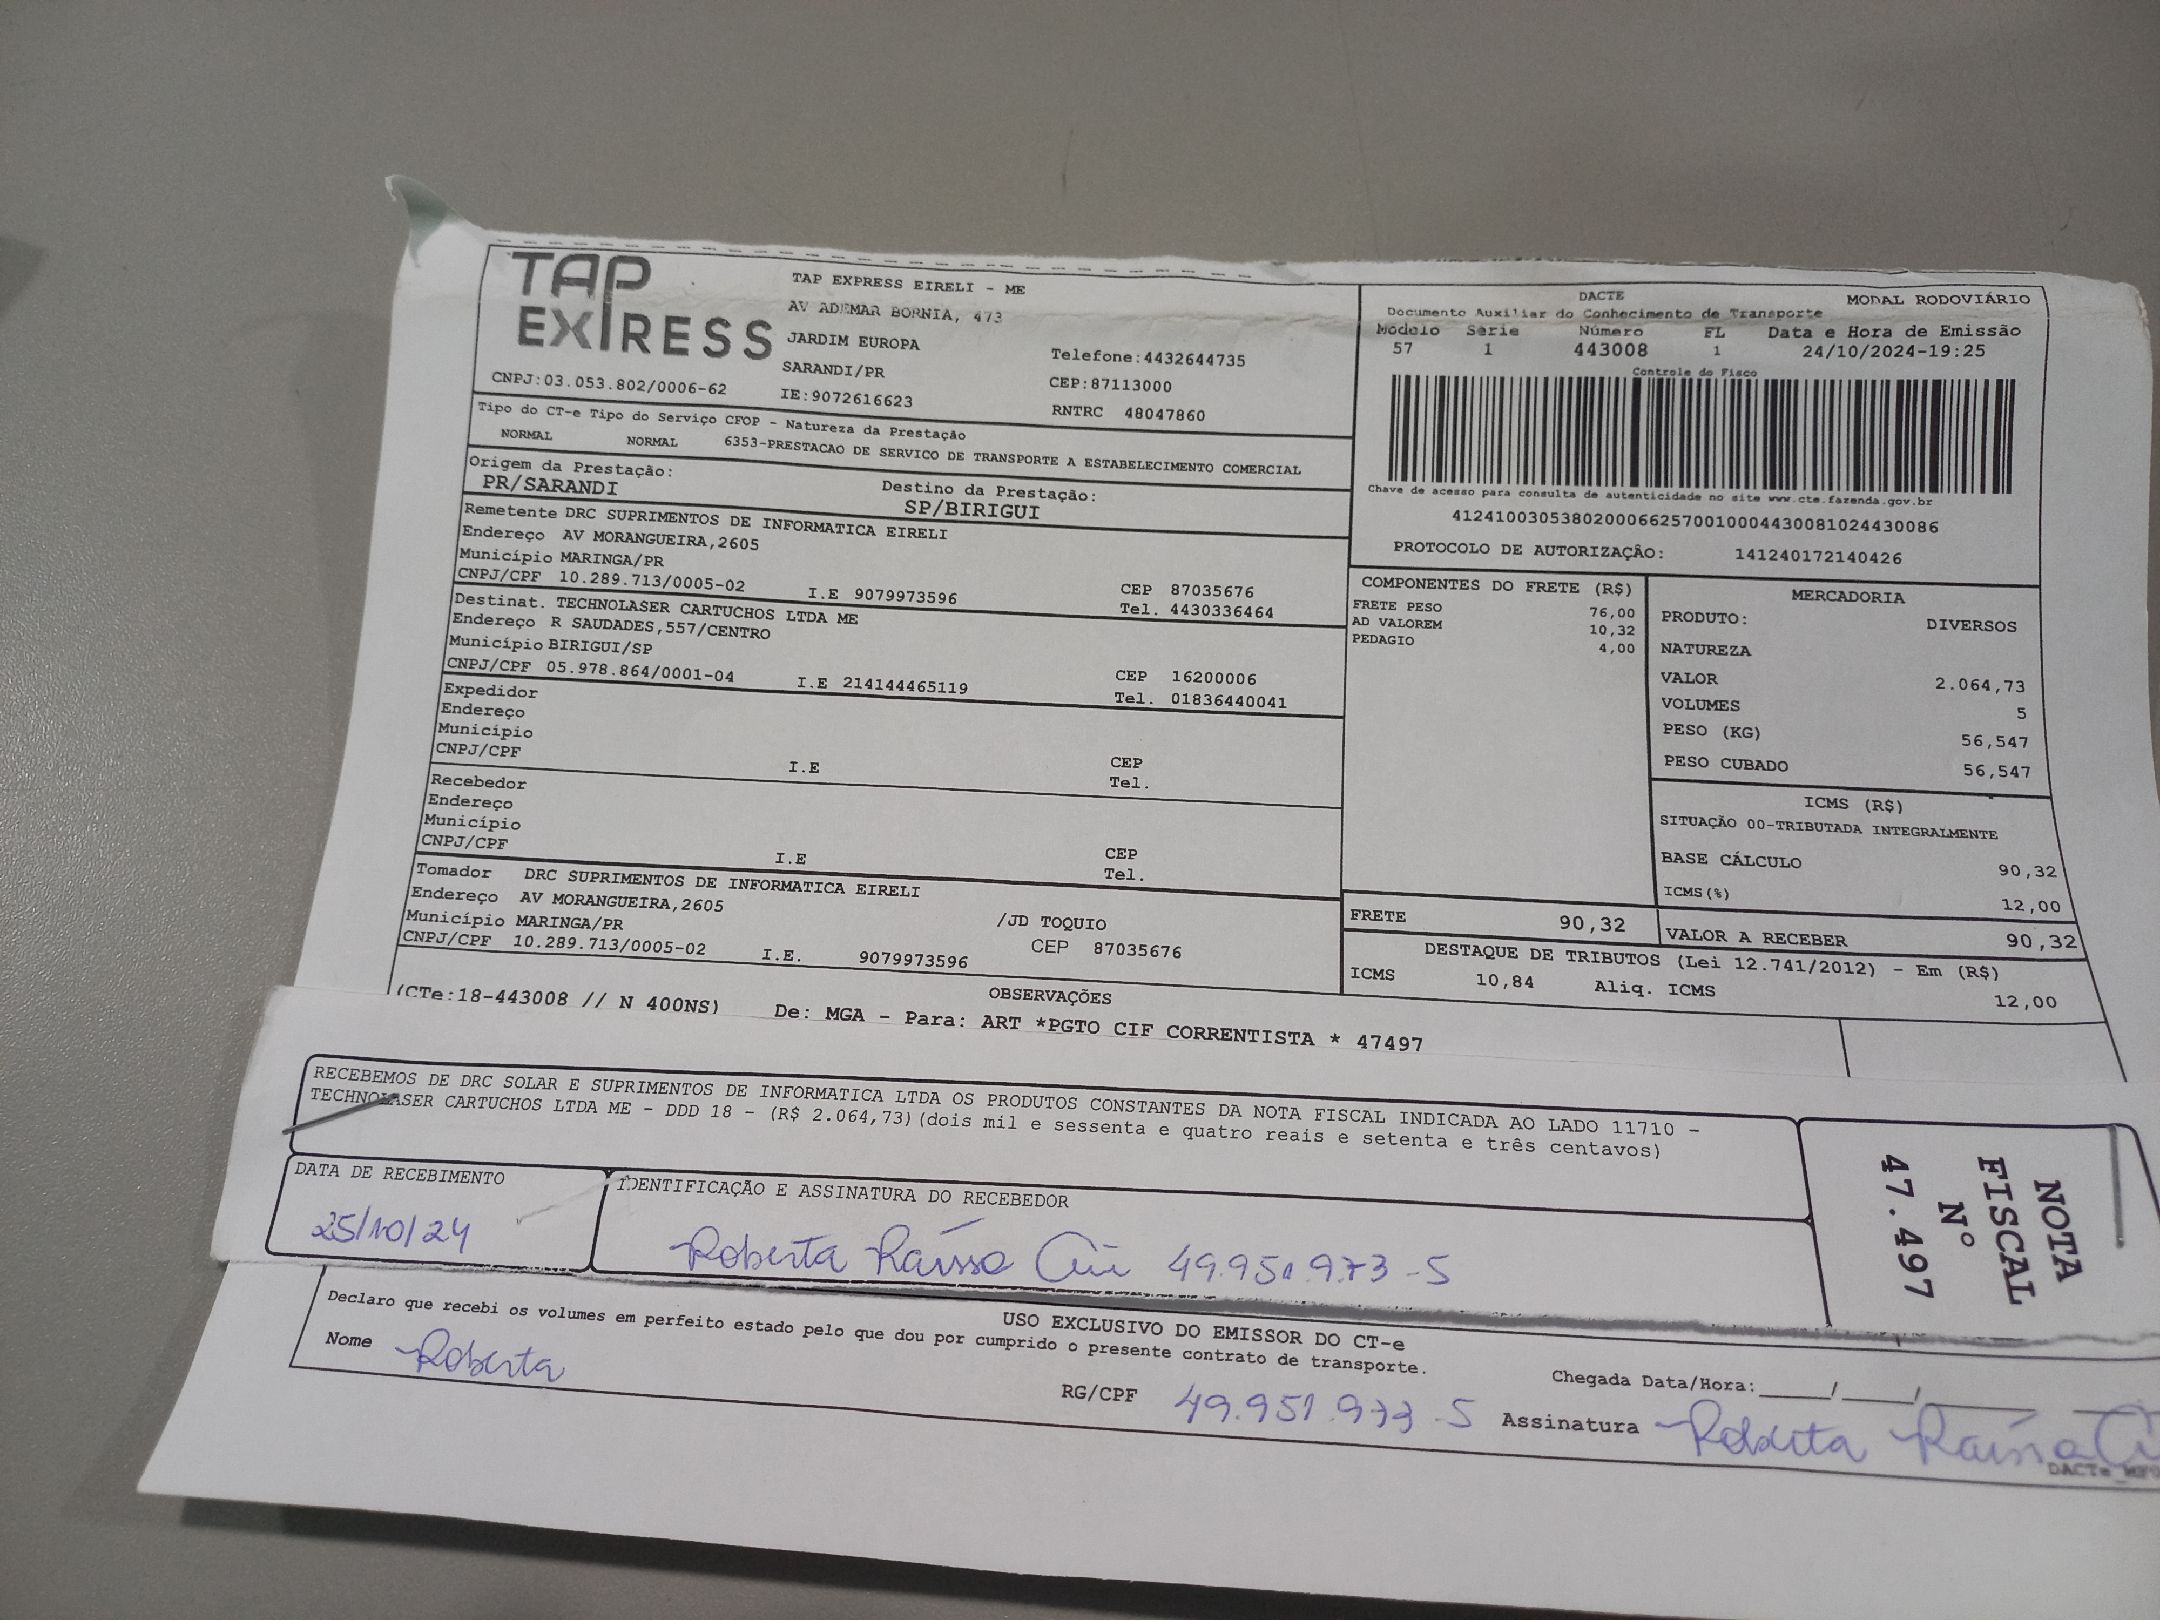 TAP
EXPRESS
TAP EXPRESS EIRELI - ME
AV ADEMAR BORNIA, 473
JARDIM EUROPA
SARANDI/PR
IE:9072616623
Telefone:4432644735
CEP:87113000
RNTRC 48047860
CNPJ:03.053.802/0006-62
DACTE MODAL RODOVIÁRIO
Documento Auxiliar do Conhecimento de Transporte
Modelo Serie Número FL Data e Hora de Emissão
57 1 443008 1 24/10/2024-19:25
Controle do Fisco
Chave de acesso para consulta de autenticidade no site www.cte.fazenda.gov.br
41241003053802000662570010004430081024430086
PROTOCOLO DE AUTORIZAÇÃO: 141240172140426
Tipo do CT-e Tipo do Serviço CFOP - Natureza da Prestação
NORMAL NORMAL 6353-PRESTACAO DE SERVICO DE TRANSPORTE A ESTABELECIMENTO COMERCIAL
Origem da Prestação: Destino da Prestação:
PR/SARANDI SP/BIRIGUI
Remetente DRC SUPRIMENTOS DE INFORMATICA EIRELI
Endereço AV MORANGUEIRA,2605
Município MARINGA/PR CEP 87035676
CNPJ/CPF 10.289.713/0005-02 I.E 9079973596 Tel. 4430336464
Destinat. TECHNOLASER CARTUCHOS LTDA ME
Endereço R SAUDADES,557/CENTRO
Município BIRIGUI/SP CEP 16200006
CNPJ/CPF 05.978.864/0001-04 I.E 214144465119 Tel. 01836440041
Expedidor
Endereço
Município CEP
CNPJ/CPF I.E Tel.
Recebedor
Endereço
Município CEP
CNPJ/CPF I.E Tel.
Tomador DRC SUPRIMENTOS DE INFORMATICA EIRELI
Endereço AV MORANGUEIRA,2605 /JD TOQUIO
Município MARINGA/PR CEP 87035676
CNPJ/CPF 10.289.713/0005-02 I.E. 9079973596
COMPONENTES DO FRETE (R$)
FRETE PESO 76,00
AD VALOREM 10,32
PEDAGIO 4,00
MERCADORIA
PRODUTO: DIVERSOS
NATUREZA
VALOR 2.064,73
VOLUMES 5
PESO (KG) 56,547
PESO CUBADO 56,547
ICMS (R$)
SITUAÇÃO 00-TRIBUTADA INTEGRALMENTE
BASE CÁLCULO 90,32
ICMS(%) 12,00
FRETE 90,32 VALOR A RECEBER 90,32
DESTAQUE DE TRIBUTOS (Lei 12.741/2012) - Em (R$)
ICMS 10,84 Aliq. ICMS 12,00
OBSERVAÇÕES
(CTe:18-443008 // N 400NS) De: MGA - Para: ART *PGTO CIF CORRENTISTA * 47497
RECEBEMOS DE DRC SOLAR E SUPRIMENTOS DE INFORMATICA LTDA OS PRODUTOS CONSTANTES DA NOTA FISCAL INDICADA AO LADO 11710 -
TECHNOLASER CARTUCHOS LTDA ME - DDD 18 - (R$ 2.064,73)(dois mil e sessenta e quatro reais e setenta e três centavos)
DATA DE RECEBIMENTO
25/10/24
IDENTIFICAÇÃO E ASSINATURA DO RECEBEDOR
Roberta Raíssa 49.951.973-5
NOTA
FISCAL
Nº
47.497
USO EXCLUSIVO DO EMISSOR DO CT-e
Declaro que recebi os volumes em perfeito estado pelo que dou por cumprido o presente contrato de transporte.
Chegada Data/Hora:_____/_____/
Nome Roberta RG/CPF 49.951.973-5 Assinatura Roberta Raíssa